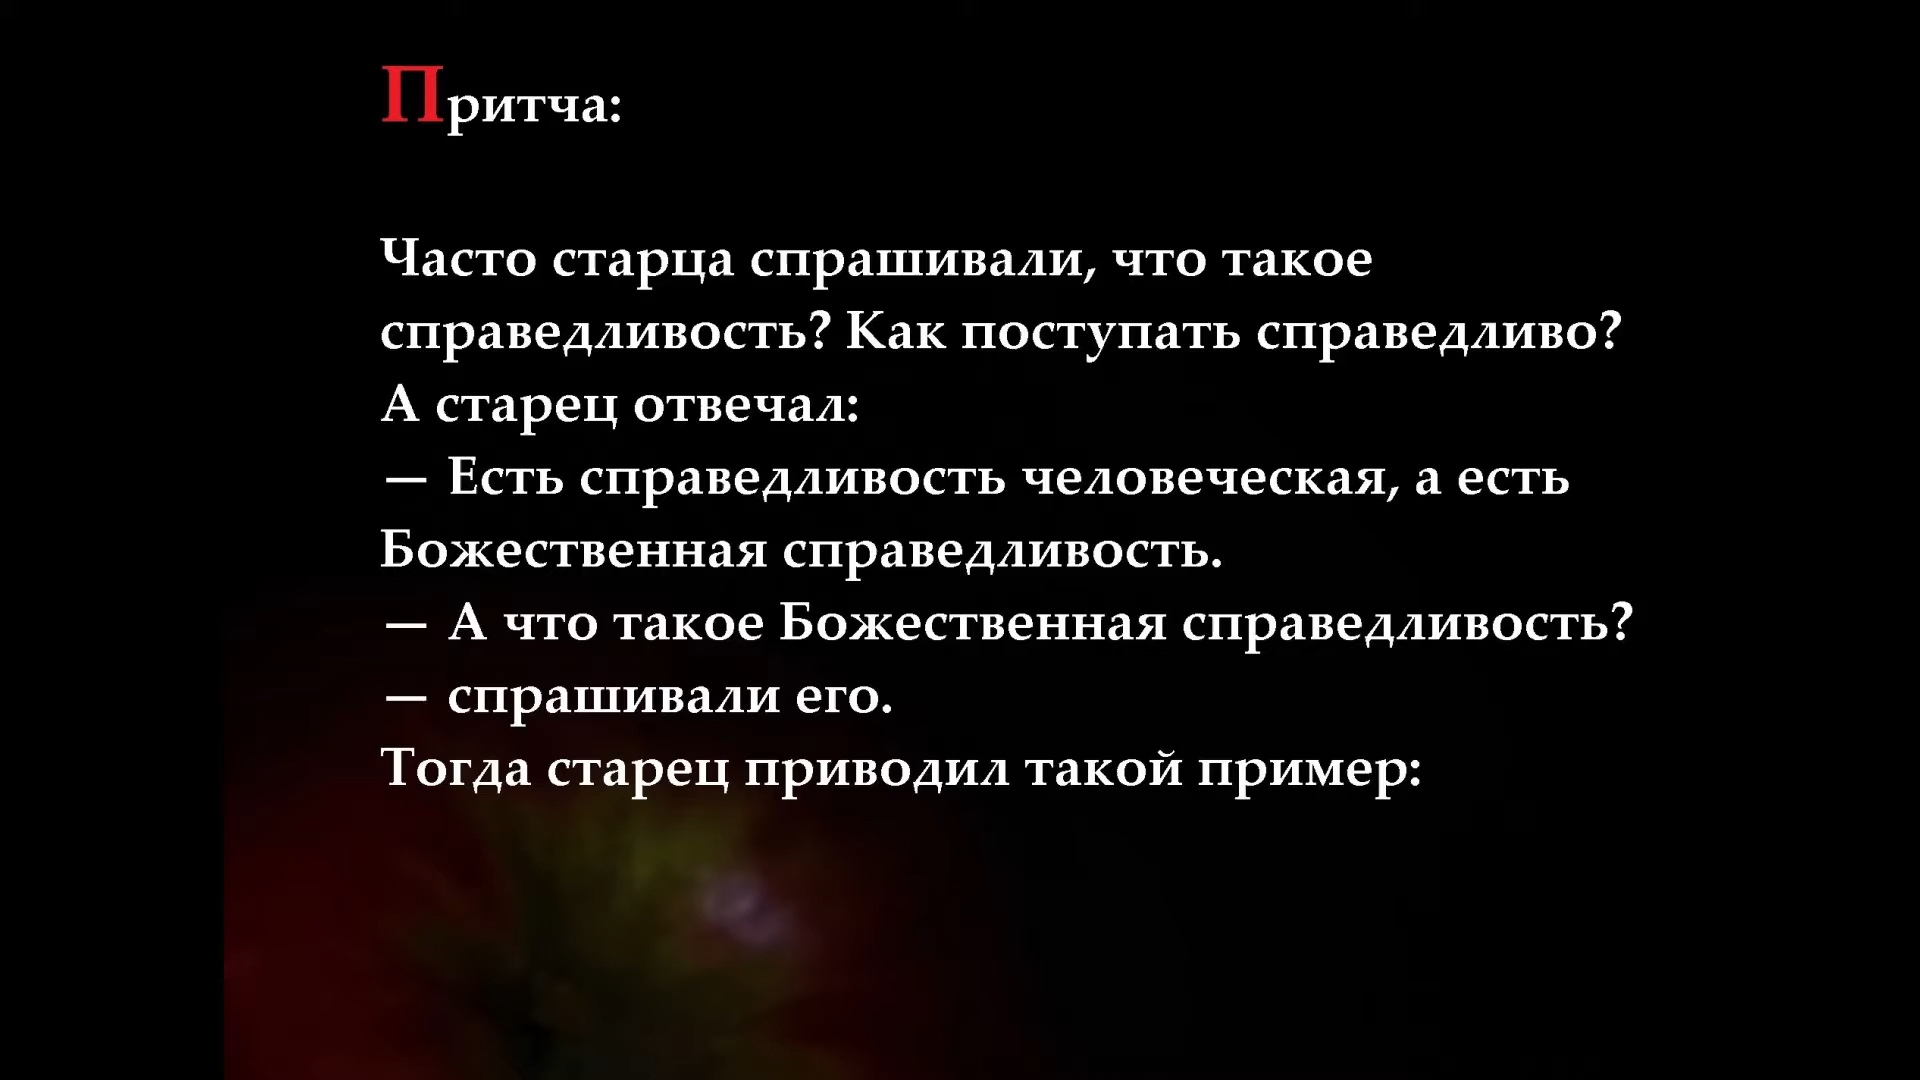 Притча:
Часто старца спрашивали, что такое
справедливость? Как поступать справедливо?
А старец отвечал:
— Есть справедливость человеческая, а есть
Божественная справедливость.
— А что такое Божественная справедливость?
— спрашивали его.
Тогда старец приводил такой пример: